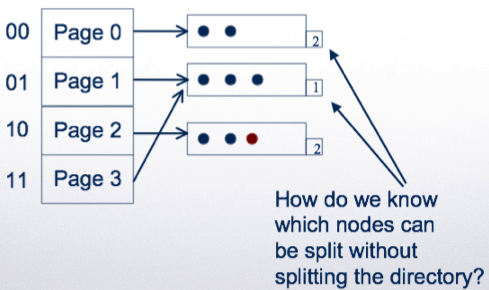 00 Page 0 2
01 Page 1 1
10 Page 2 2
11 Page 3
How do we know
which nodes can
be split without
splitting the directory?